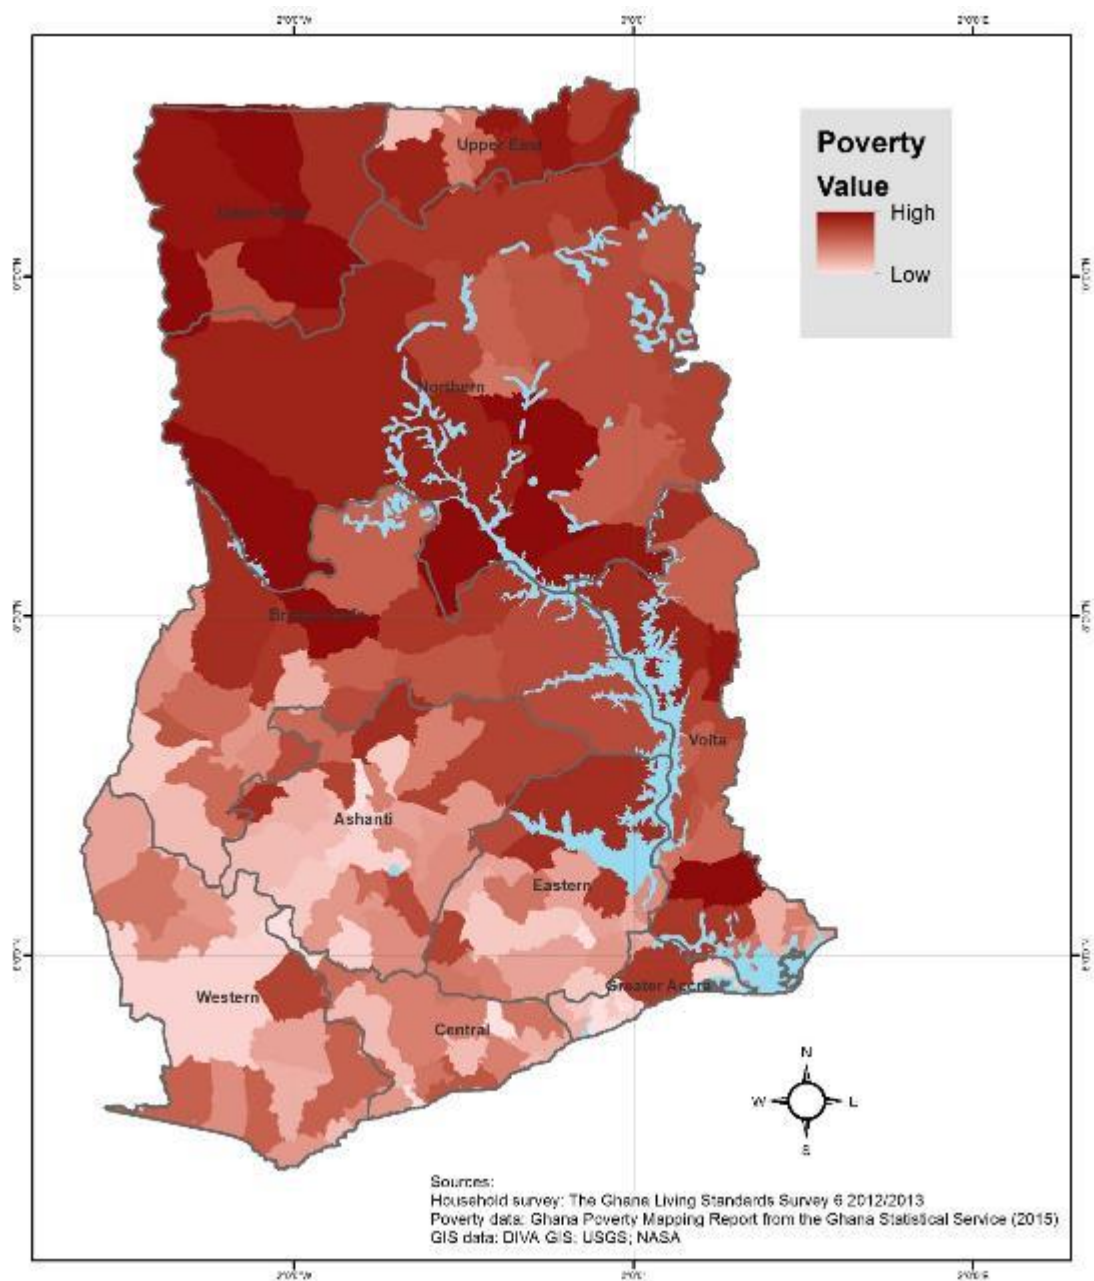 Poverty
Value
High
Low
Upper East
Northern
Volta
Ashanti
Eastern
Western
Greater Accra
Central
N
W
S
Sources:
Household survey: The Ghana Living Standards Survey 6 2012/2013
Poverty data: Ghana Poverty Mapping Report from the Ghana Statistical Service (2015)
GIS data: DIVA GIS; USGS; NASA